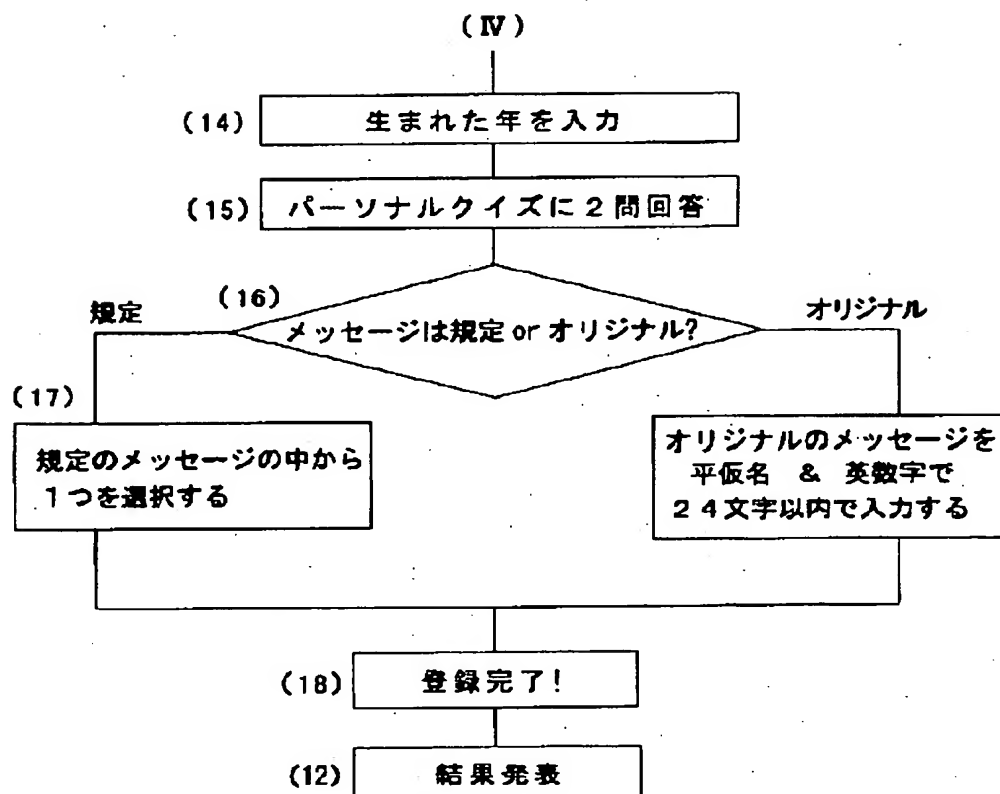 (Ⅳ)
(14) 生まれた年を入力
(15) パーソナルクイズに2問回答
(16)
規定
メッセージは規定 or オリジナル?
オリジナル
(17)
規定のメッセージの中から
1つを選択する
オリジナルのメッセージを
平仮名 & 英数字で
24文字以内で入力する
(18) 登録完了!
(12) 結果発表